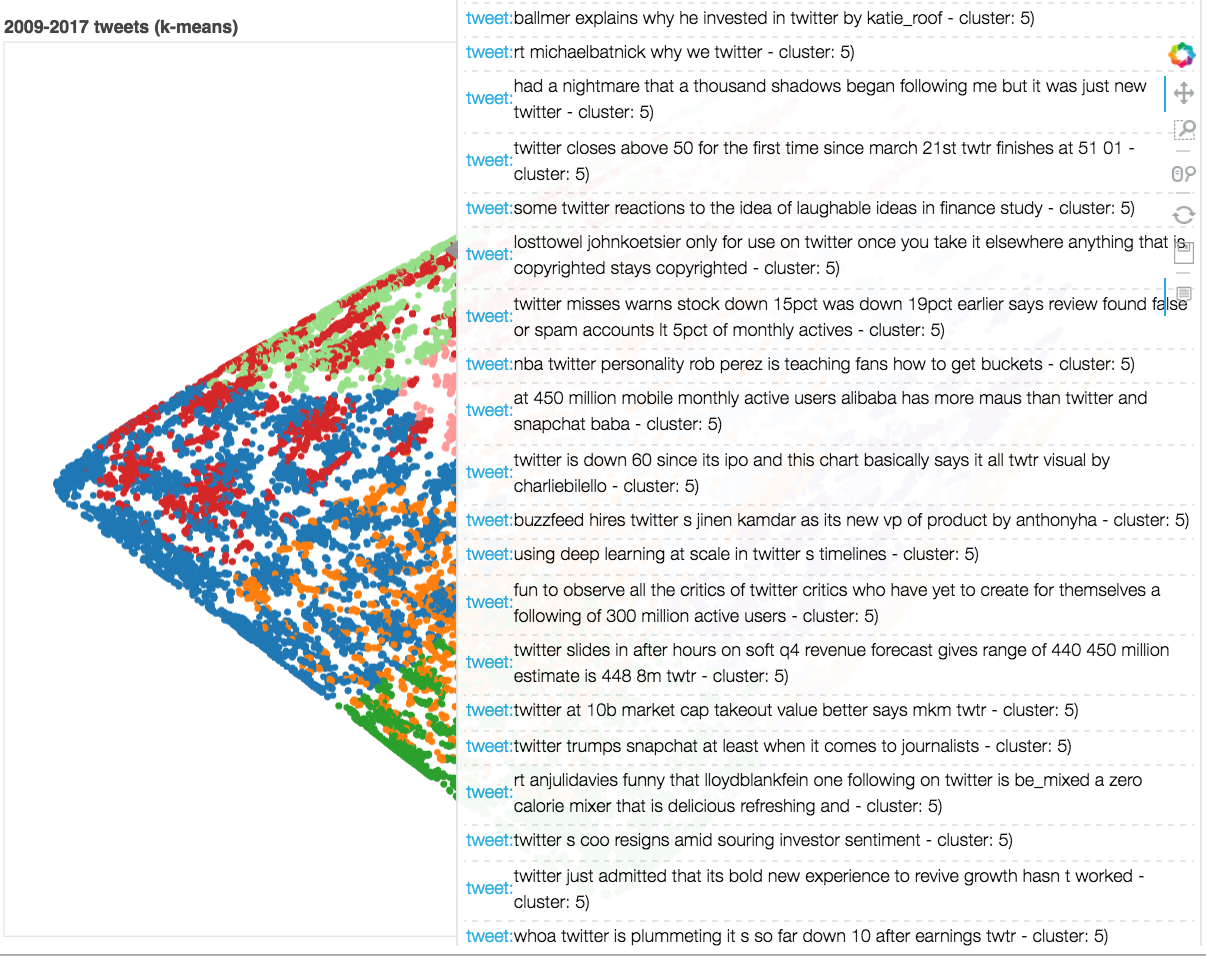 2009-2017 tweets (k-means)
tweet:ballmer explains why he invested in twitter by katie_roof - cluster: 5)
tweet:rt michaelbatnick why we twitter - cluster: 5)
tweet:had a nightmare that a thousand shadows began following me but it was just new
twitter - cluster: 5)
tweet:twitter closes above 50 for the first time since march 21st twtr finishes at 51 01 -
cluster: 5)
tweet:some twitter reactions to the idea of laughable ideas in finance study - cluster: 5)
tweet:losttowel johnkoetsier only for use on twitter once you take it elsewhere anything that is
copyrighted stays copyrighted - cluster: 5)
tweet:twitter misses warns stock down 15pct was down 19pct earlier says review found false
or spam accounts lt 5pct of monthly actives - cluster: 5)
tweet:nba twitter personality rob perez is teaching fans how to get buckets - cluster: 5)
tweet:at 450 million mobile monthly active users alibaba has more maus than twitter and
snapchat baba - cluster: 5)
tweet:twitter is down 60 since its ipo and this chart basically says it all twtr visual by
charliebilello - cluster: 5)
tweet:buzzfeed hires twitter s jinen kamdar as its new vp of product by anthonyha - cluster: 5)
tweet:using deep learning at scale in twitter s timelines - cluster: 5)
tweet:fun to observe all the critics of twitter critics who have yet to create for themselves a
following of 300 million active users - cluster: 5)
tweet:twitter slides in after hours on soft q4 revenue forecast gives range of 440 450 million
estimate is 448 8m twtr - cluster: 5)
tweet:twitter at 10b market cap takeout value better says mkm twtr - cluster: 5)
tweet:twitter trumps snapchat at least when it comes to journalists - cluster: 5)
tweet:rt anjulidavies funny that lloydblankfein one following on twitter is be_mixed a zero
calorie mixer that is delicious refreshing and - cluster: 5)
tweet:twitter s coo resigns amid souring investor sentiment - cluster: 5)
tweet:twitter just admitted that its bold new experience to revive growth hasn t worked -
cluster: 5)
tweet:whoa twitter is plummeting it s so far down 10 after earnings twtr - cluster: 5)